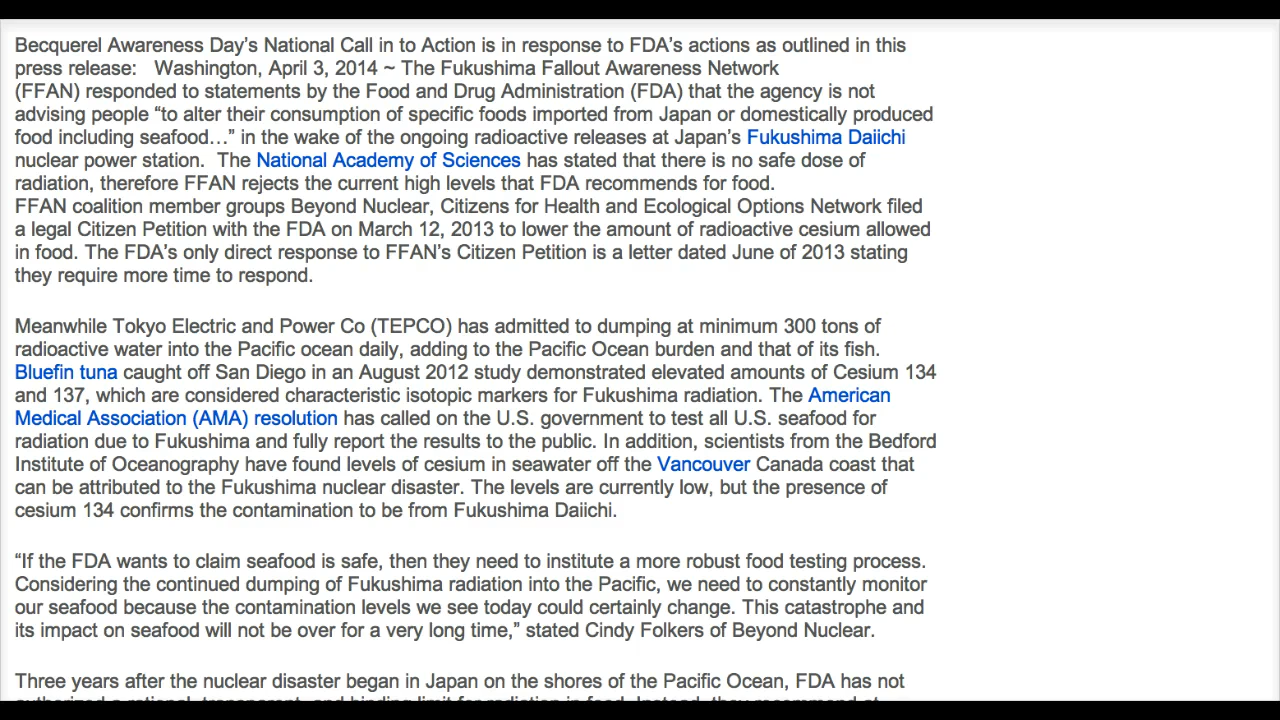 Becquerel Awareness Day’s National Call in to Action is in response to FDA’s actions as outlined in this
press release:   Washington, April 3, 2014 ~ The Fukushima Fallout Awareness Network
(FFAN) responded to statements by the Food and Drug Administration (FDA) that the agency is not
advising people “to alter their consumption of specific foods imported from Japan or domestically produced
food including seafood…” in the wake of the ongoing radioactive releases at Japan’s Fukushima Daiichi
nuclear power station.  The National Academy of Sciences has stated that there is no safe dose of
radiation, therefore FFAN rejects the current high levels that FDA recommends for food.
FFAN coalition member groups Beyond Nuclear, Citizens for Health and Ecological Options Network filed
a legal Citizen Petition with the FDA on March 12, 2013 to lower the amount of radioactive cesium allowed
in food. The FDA’s only direct response to FFAN’s Citizen Petition is a letter dated June of 2013 stating
they require more time to respond.
Meanwhile Tokyo Electric and Power Co (TEPCO) has admitted to dumping at minimum 300 tons of
radioactive water into the Pacific ocean daily, adding to the Pacific Ocean burden and that of its fish.
Bluefin tuna caught off San Diego in an August 2012 study demonstrated elevated amounts of Cesium 134
and 137, which are considered characteristic isotopic markers for Fukushima radiation. The American
Medical Association (AMA) resolution has called on the U.S. government to test all U.S. seafood for
radiation due to Fukushima and fully report the results to the public. In addition, scientists from the Bedford
Institute of Oceanography have found levels of cesium in seawater off the Vancouver Canada coast that
can be attributed to the Fukushima nuclear disaster. The levels are currently low, but the presence of
cesium 134 confirms the contamination to be from Fukushima Daiichi.
“If the FDA wants to claim seafood is safe, then they need to institute a more robust food testing process.
Considering the continued dumping of Fukushima radiation into the Pacific, we need to constantly monitor
our seafood because the contamination levels we see today could certainly change. This catastrophe and
its impact on seafood will not be over for a very long time,” stated Cindy Folkers of Beyond Nuclear.
Three years after the nuclear disaster began in Japan on the shores of the Pacific Ocean, FDA has not